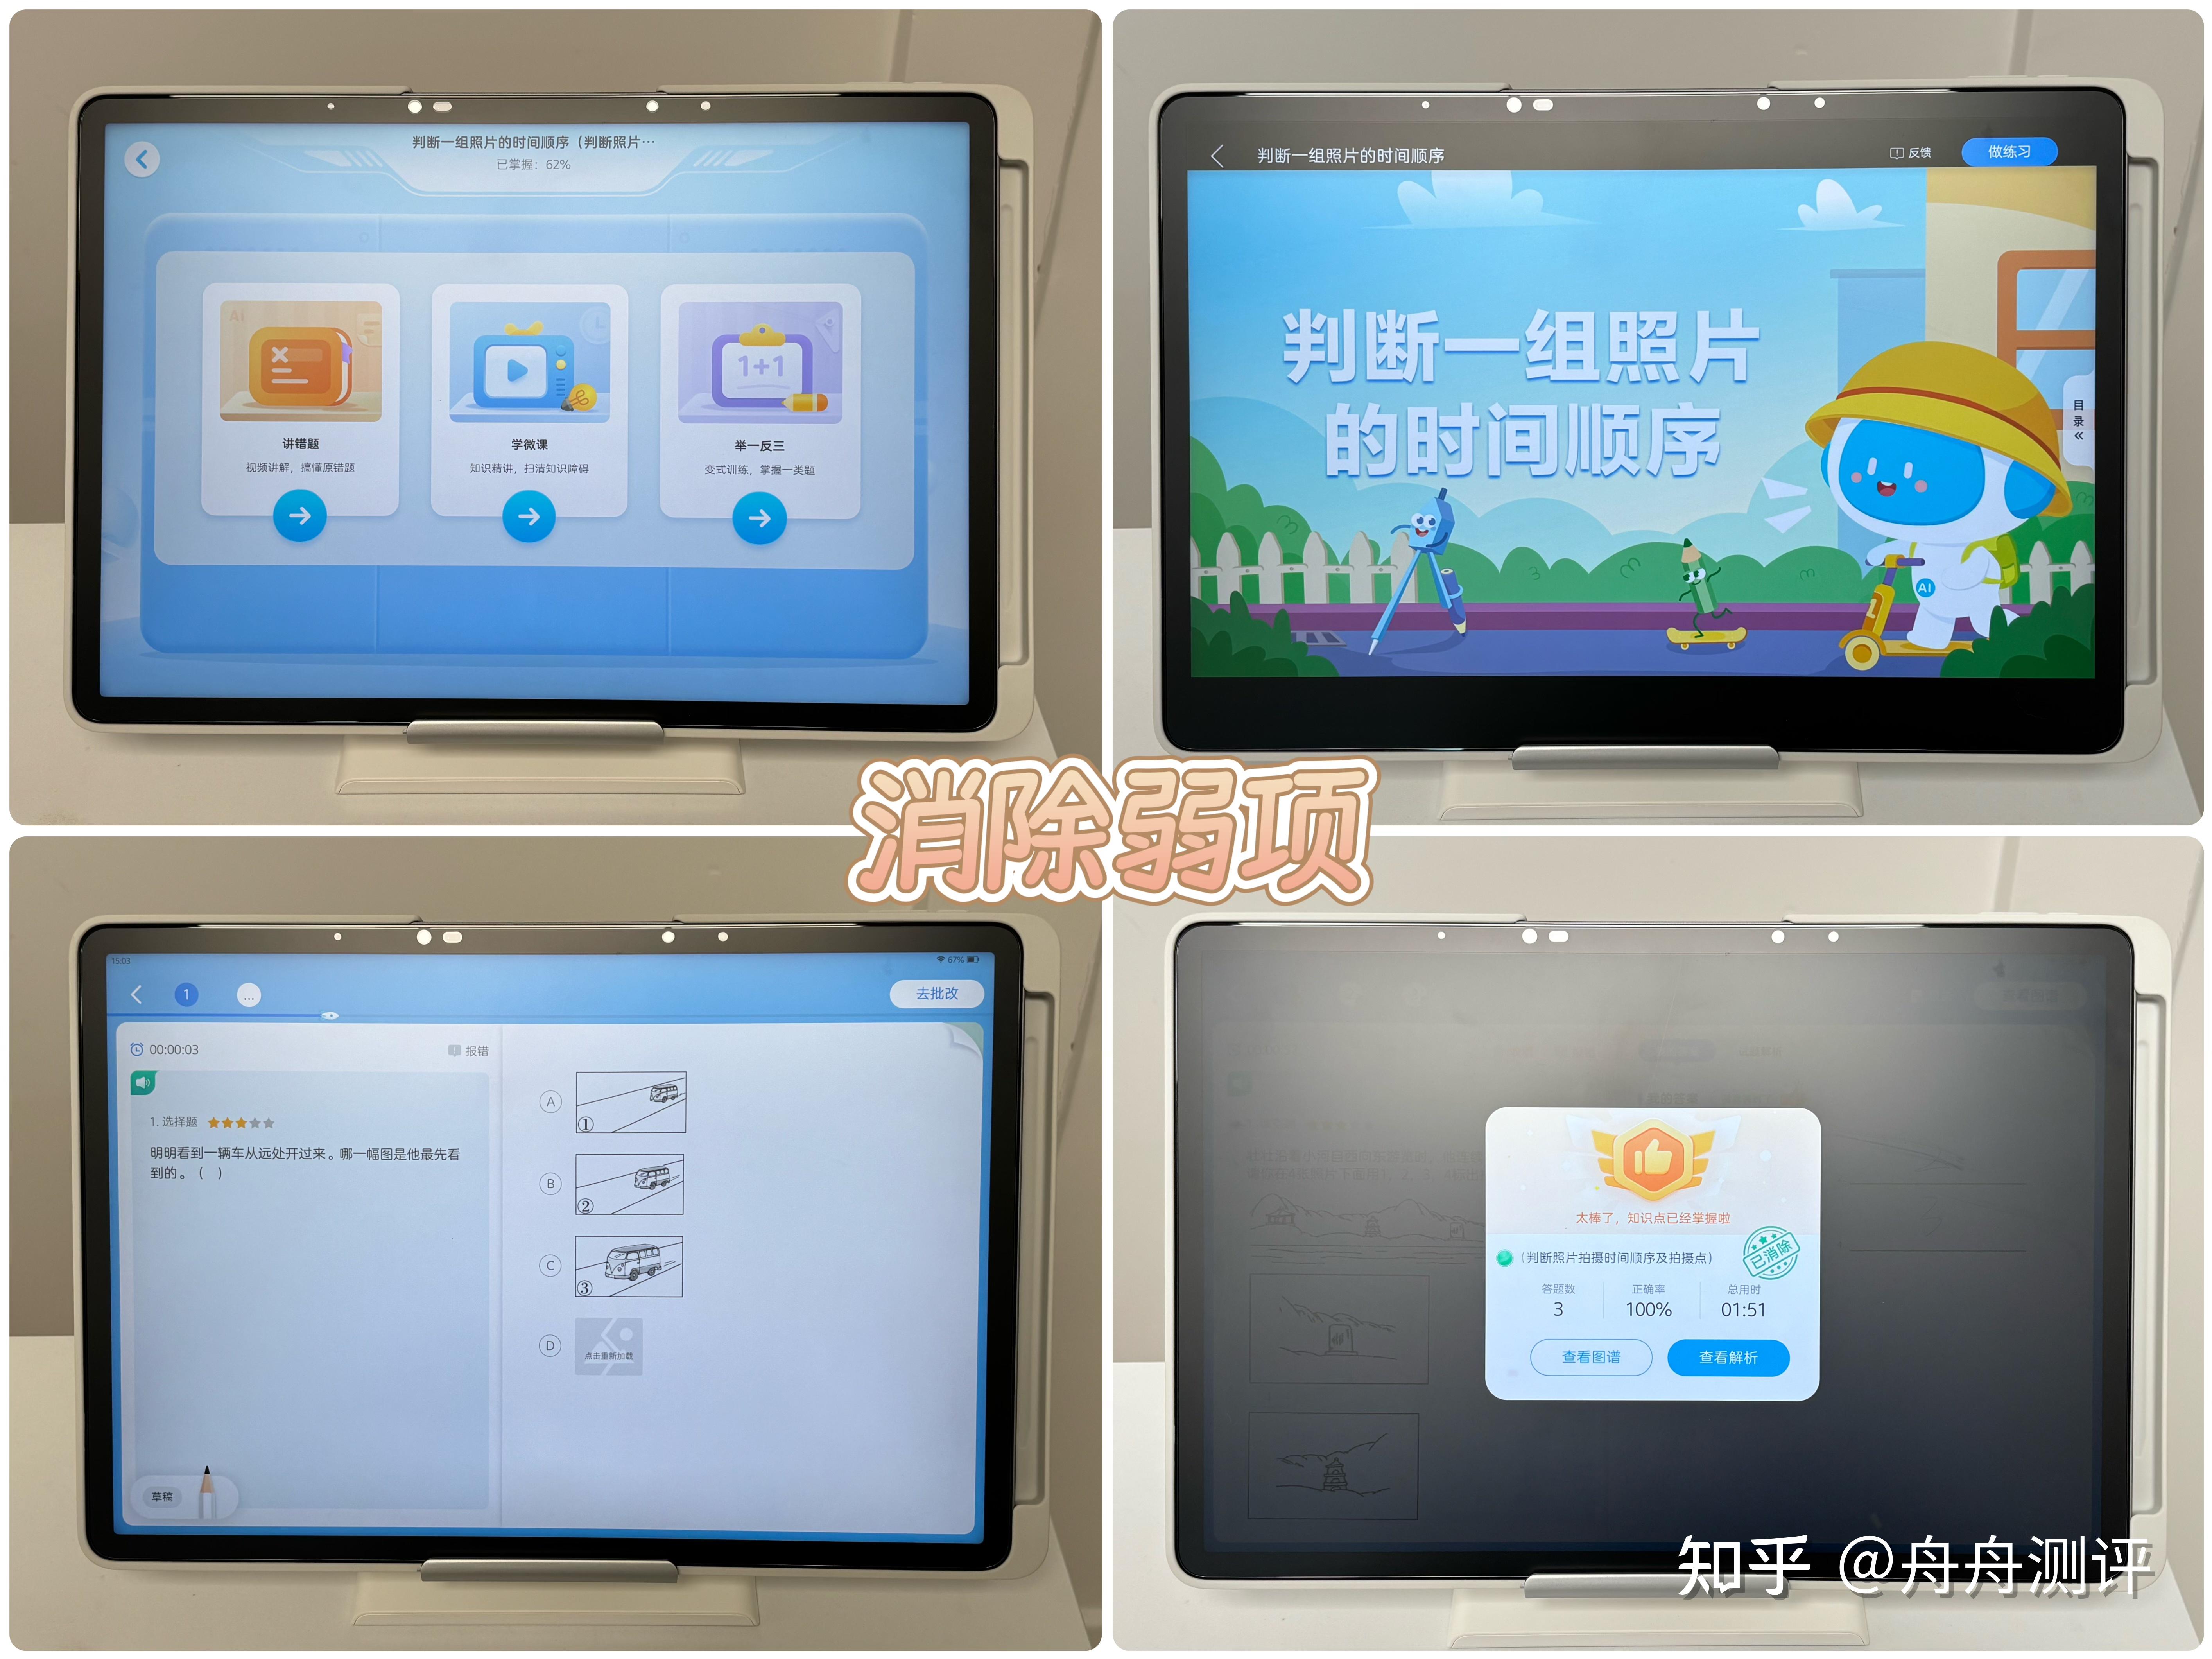 判断一组照片的时间顺序（判断照片…
已掌握：62%
AI
讲错题
视频讲解，搞懂原错题
学微课
知识精讲，扫清知识障碍
1+1
举一反三
变式训练，掌握一类题
判断一组照片的时间顺序
反馈
做练习
判断一组照片
的时间顺序
目
录
«
AI
消除弱项
15:03
67%
1
...
去批改
00:00:03
报错
1. 选择题
明明看到一辆车从远处开过来。哪一幅图是他最先看
到的。（ ）
A
①
B
②
C
③
D
点击重新加载
草稿
太棒了，知识点已经掌握啦
（判断照片拍摄时间顺序及拍摄点）
已消除
答题数
正确率
总用时
3
100%
01:51
查看图谱
查看解析
知乎 @舟舟测评